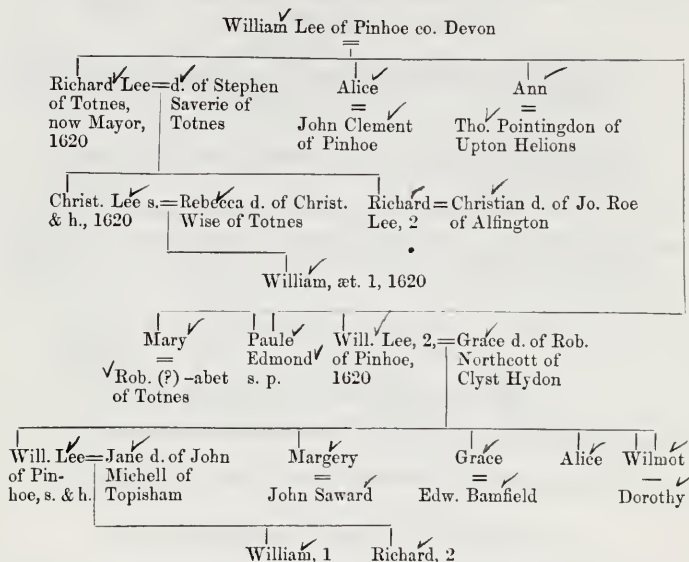 William Lee of Pinhoe co. Devon
Richard Lee=d. of Stephen Alice Ann
of Totnes, Saverie of = =
now Mayor, Totnes John Clement Tho. Pointingdon of
1620 of Pinhoe Upton Helions
Christ. Lee s.=Rebecca d. of Christ. Richard=Christian d. of Jo. Roe
& h., 1620 Wise of Totnes Lee, 2 of Alfington
William, æt. 1, 1620
Mary Paule Will. Lee, 2,=Grace d. of Rob.
= Edmond of Pinhoe, Northcott of
Rob. (?) -abet s. p. 1620 Clyst Hydon
of Totnes
Will. Lee=Jane d. of John Margery Grace Alice Wilmot
of Pin- Michell of = = —
hoe, s. & h. Topisham John Saward Edw. Bamfield Dorothy
William, 1 Richard, 2